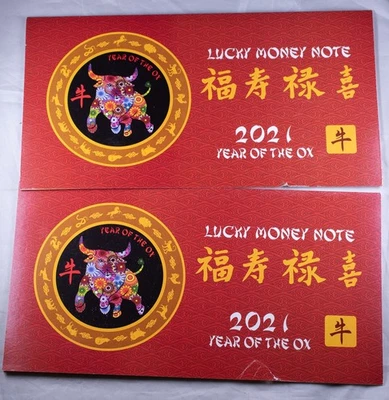 YEAR OF THE OX
牛
LUCKY MONEY NOTE
福寿禄喜
2021
YEAR OF THE OX
牛
YEAR OF THE OX
牛
LUCKY MONEY NOTE
福寿禄喜
2021
YEAR OF THE OX
牛